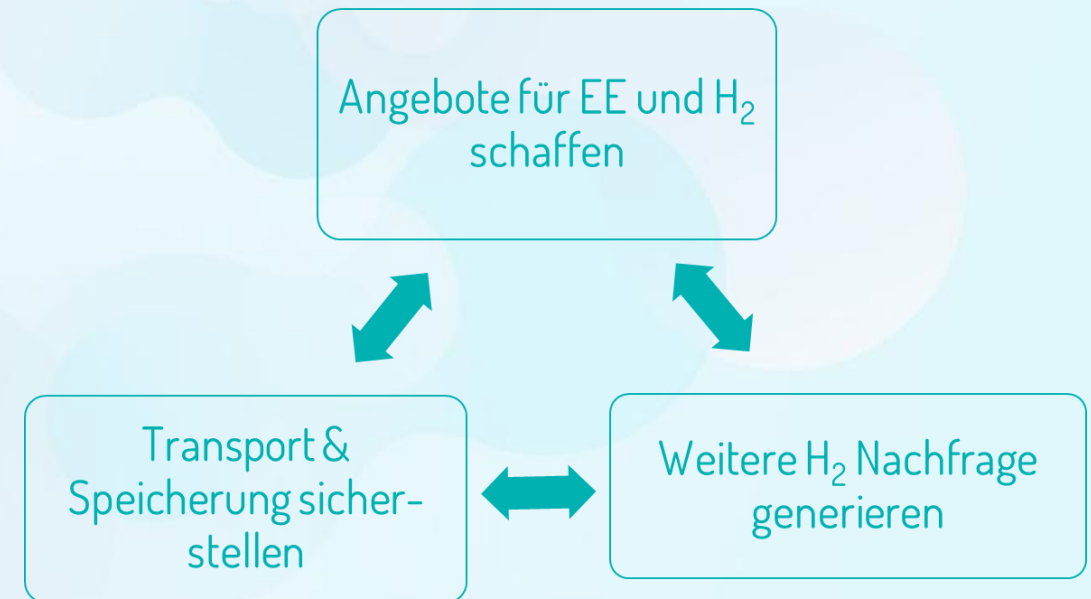 Angebote für EE und H₂
schaffen
Transport &
Speicherung sicher-
stellen
Weitere H₂ Nachfrage
generieren